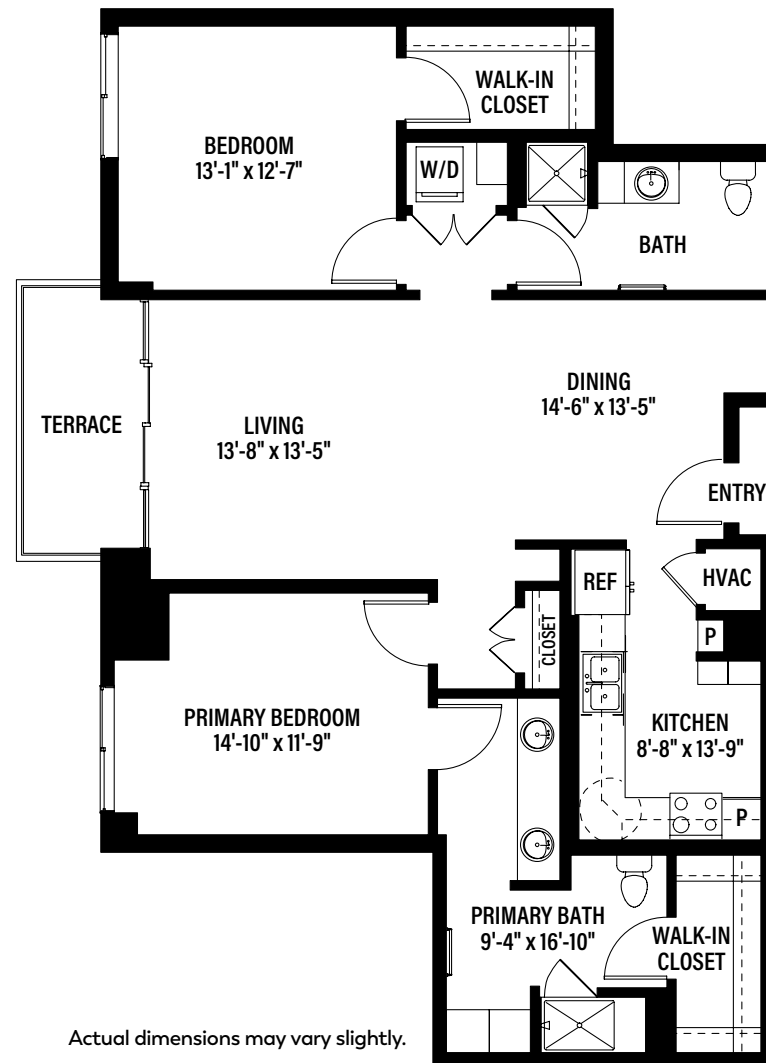 WALK-IN
CLOSET
BEDROOM
13'-1" x 12'-7"
W/D
BATH
DINING
14'-6" x 13'-5"
TERRACE
LIVING
13'-8" x 13'-5"
ENTRY
REF
HVAC
P
CLOSET
PRIMARY BEDROOM
14'-10" x 11'-9"
KITCHEN
8'-8" x 13'-9"
P
PRIMARY BATH
9'-4" x 16'-10"
WALK-IN
CLOSET
Actual dimensions may vary slightly.